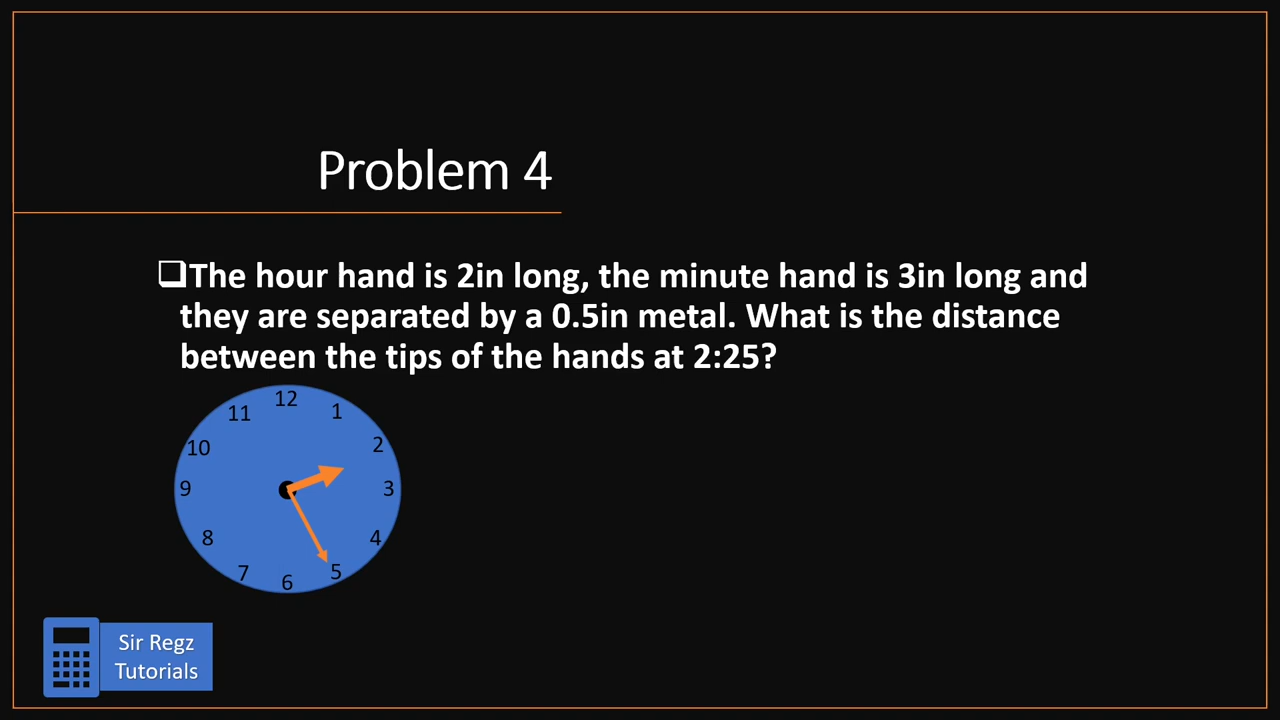 Problem 4
The hour hand is 2in long, the minute hand is 3in long and
they are separated by a 0.5in metal. What is the distance
between the tips of the hands at 2:25?
12
11
1
10
2
9
3
8
4
7
5
6
Sir Regz
Tutorials